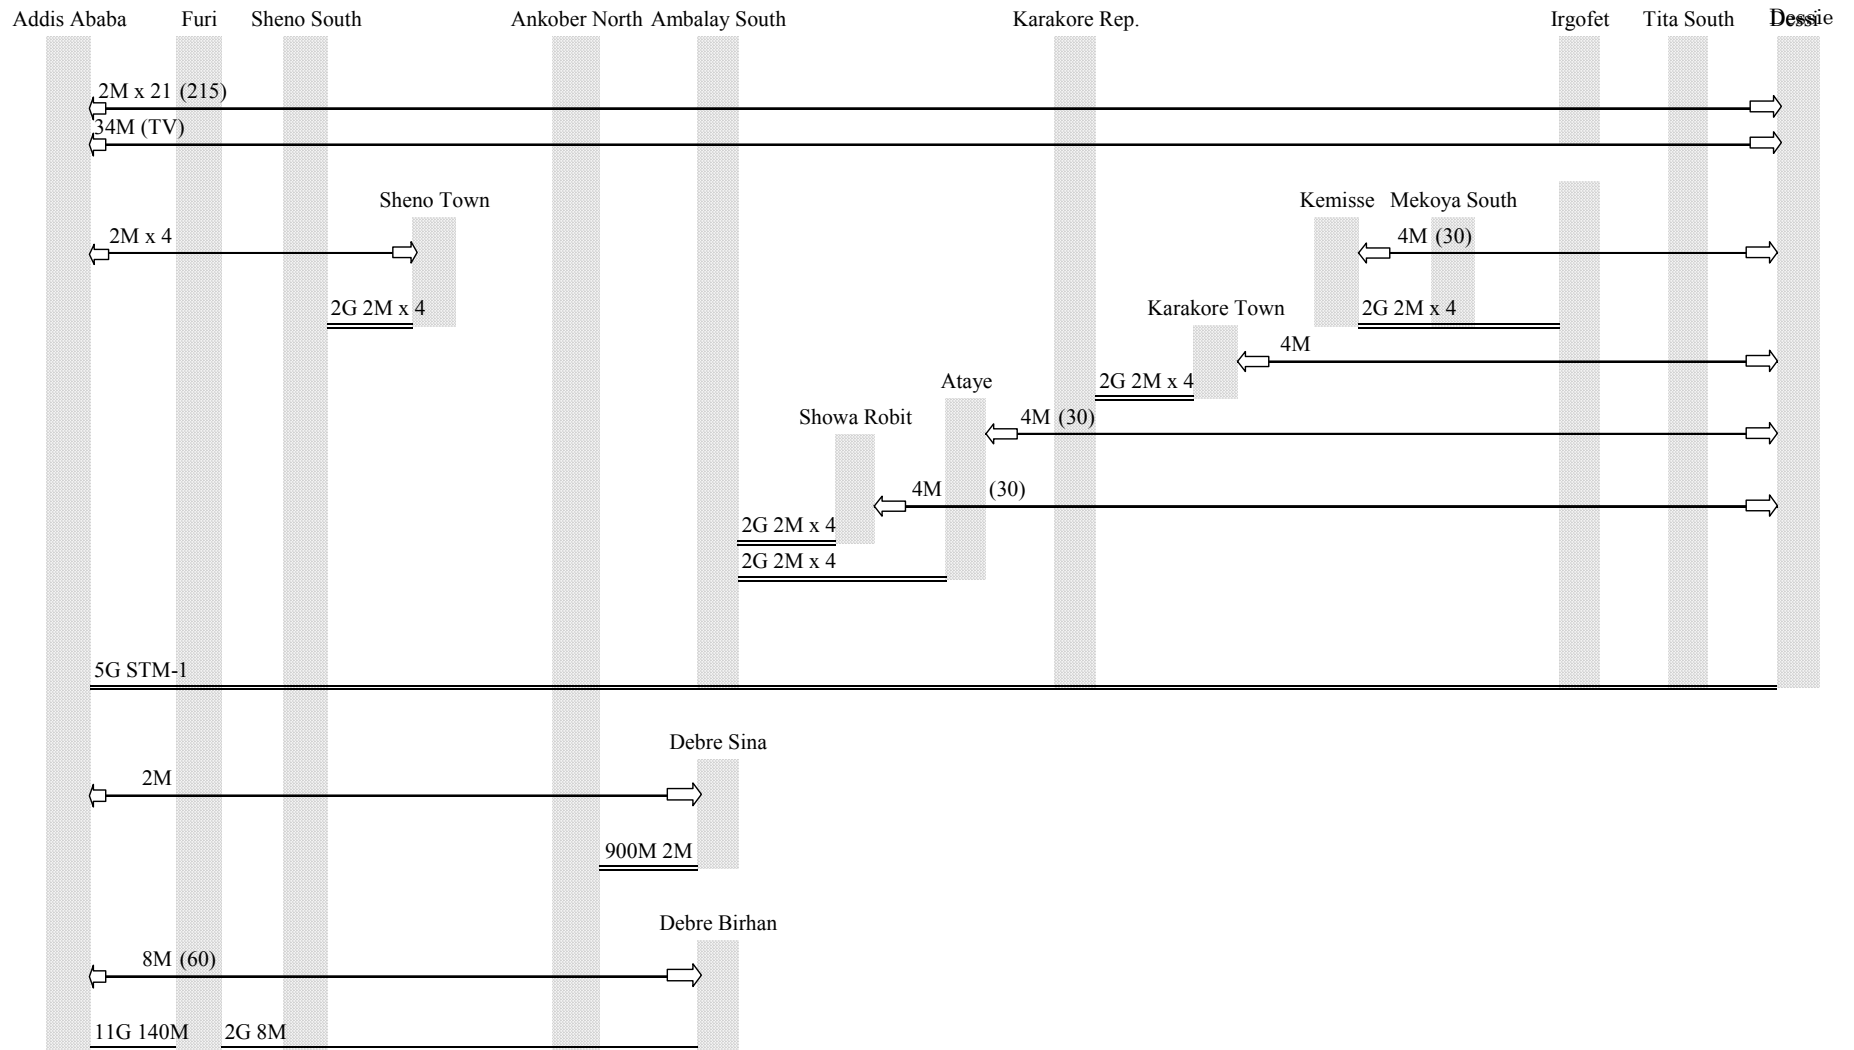 Addis Ababa Furi Sheno South Ankober North Ambalay South Karakore Rep. Irgofet Tita South Dessie
2M x 21 (215)
34M (TV)
Sheno Town Kemisse Mekoya South
2M x 4 4M (30)
2G 2M x 4 Karakore Town 2G 2M x 4
4M
Ataye 2G 2M x 4
Showa Robit 4M (30)
4M (30)
2G 2M x 4
2G 2M x 4
5G STM-1
Debre Sina
2M
900M 2M
Debre Birhan
8M (60)
11G 140M 2G 8M